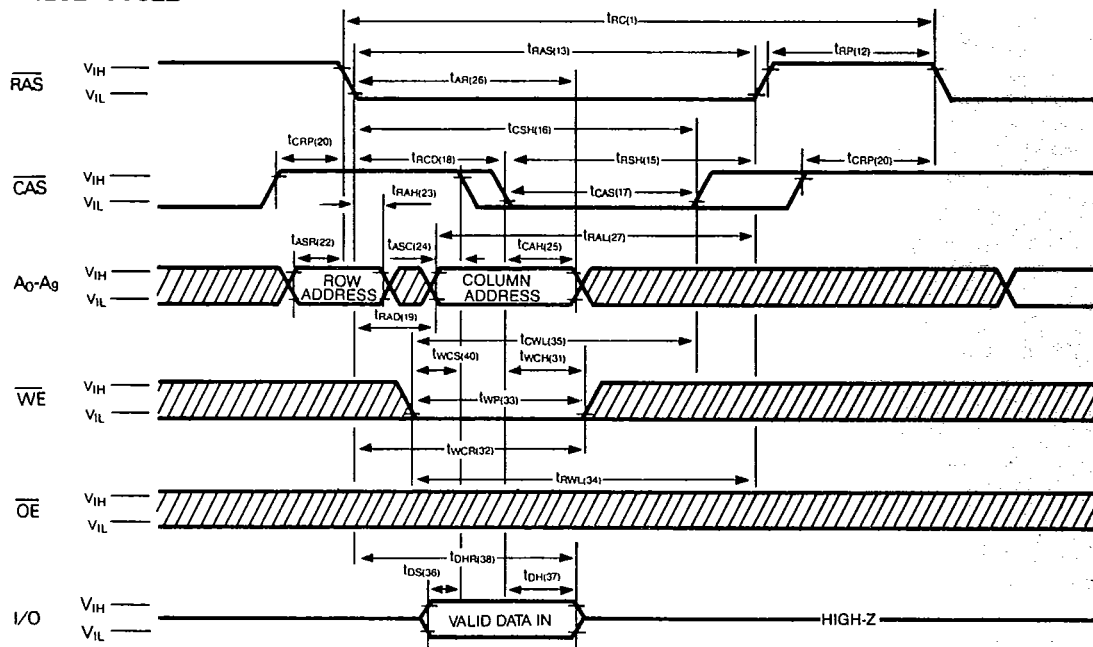 tRC(1)
tRAS(13)
tRP(12)
RAS
VIH
VIL
tAR(26)
tCSH(16)
tCRP(20)
tRCD(18)
tRSH(15)
tCRP(20)
CAS
VIH
VIL
tRAH(23)
tCAS(17)
tRAL(27)
tASR(22)
tASC(24)
tCAH(25)
A0-A9
VIH
VIL
ROW
ADDRESS
COLUMN
ADDRESS
tRAD(19)
tCWL(35)
tWCS(40)
tWCH(31)
WE
VIH
VIL
tWP(33)
tWCR(32)
tRWL(34)
OE
VIH
VIL
tDHR(38)
tDS(36)
tDH(37)
I/O
VIH
VIL
VALID DATA IN
HIGH-Z